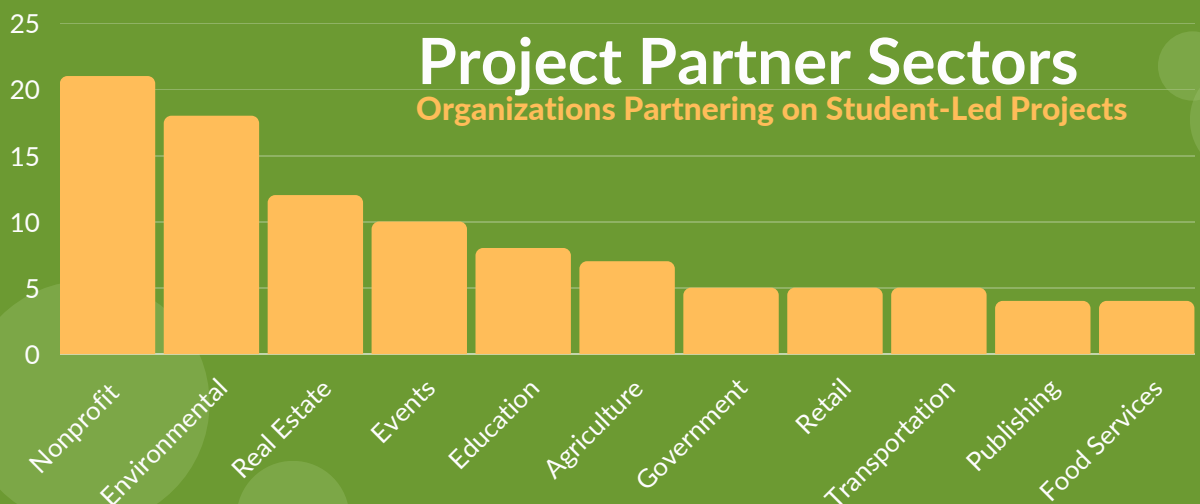 Project Partner Sectors
Organizations Partnering on Student-Led Projects
25
20
15
10
5
0
Nonprofit
Environmental
Real Estate
Events
Education
Agriculture
Government
Retail
Transportation
Publishing
Food Services